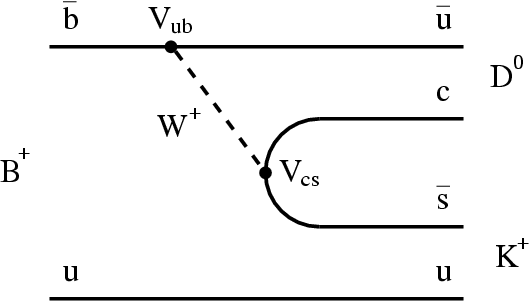 b̄ V_ub ū
D⁰
c
W⁺
B⁺ V_cs
s̄
K⁺
u u